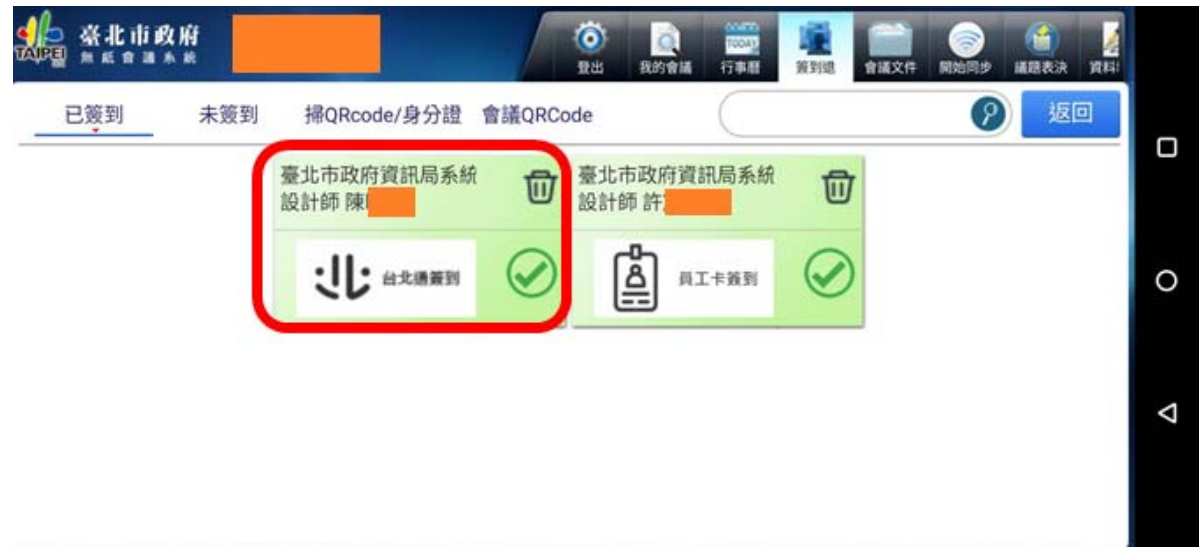 臺北市政府
TAIPEI 無紙會議系統
登出 我的會議 TODAY 行事曆 簽到退 會議文件 開始同步 議題表決 資料
已簽到 未簽到 掃QRcode/身分證 會議QRCode 返回
臺北市政府資訊局系統
設計師 陳
台北通簽到
臺北市政府資訊局系統
設計師 許
員工卡簽到